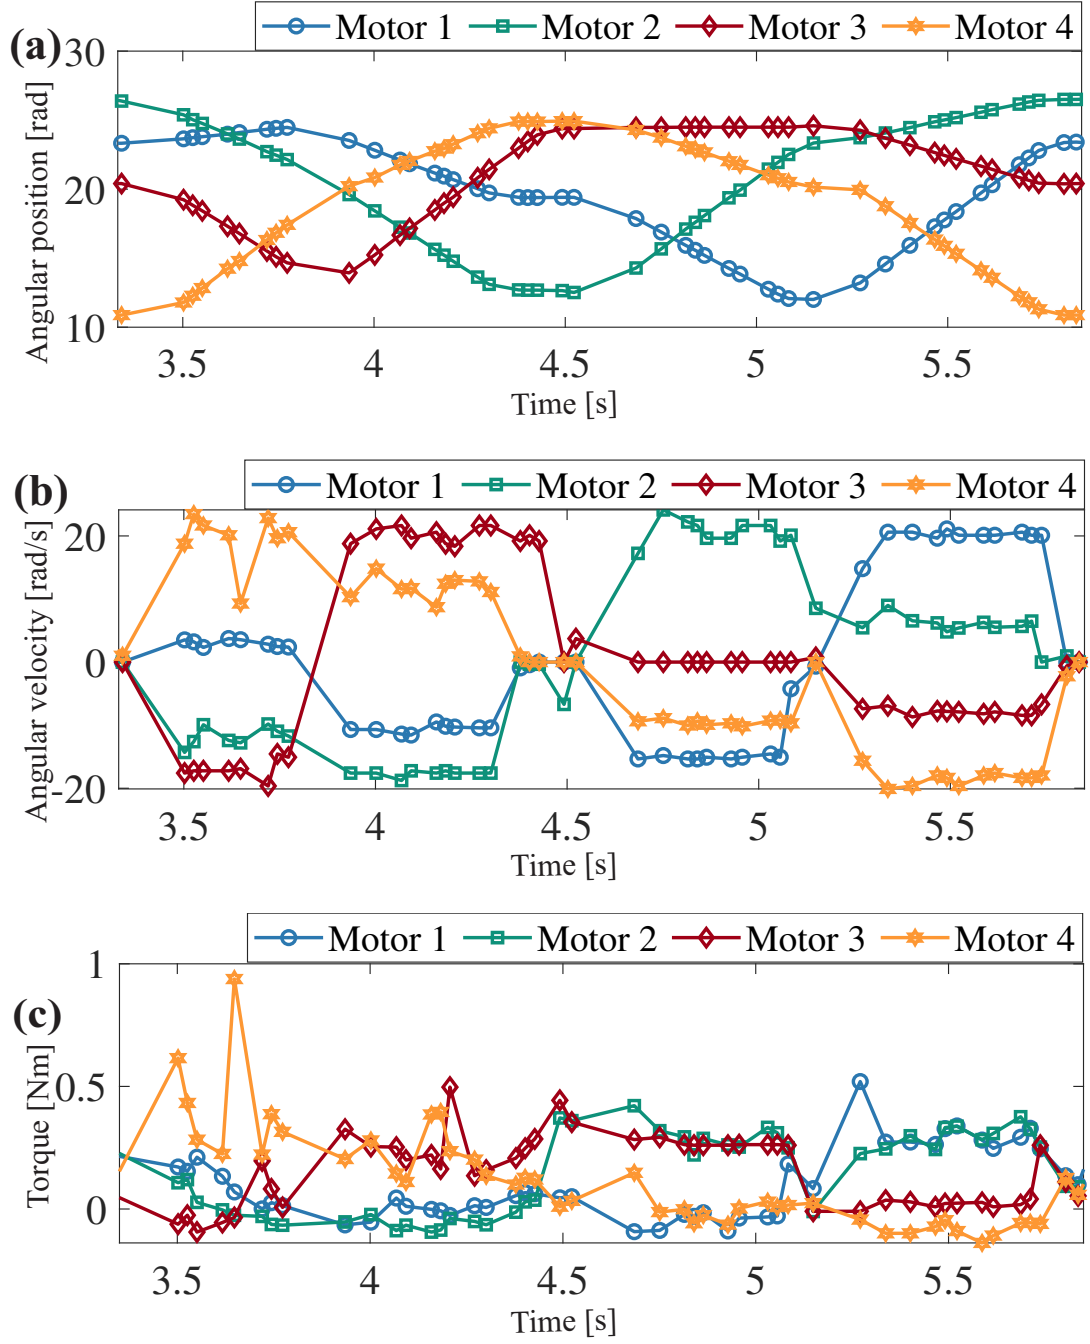 Motor 1 Motor 2 Motor 3 Motor 4
(a)
30
20
10
Angular position [rad]
3.5 4 4.5 5 5.5
Time [s]
Motor 1 Motor 2 Motor 3 Motor 4
(b)
20
0
-20
Angular velocity [rad/s]
3.5 4 4.5 5 5.5
Time [s]
Motor 1 Motor 2 Motor 3 Motor 4
(c)
1
0.5
0
Torque [Nm]
3.5 4 4.5 5 5.5
Time [s]